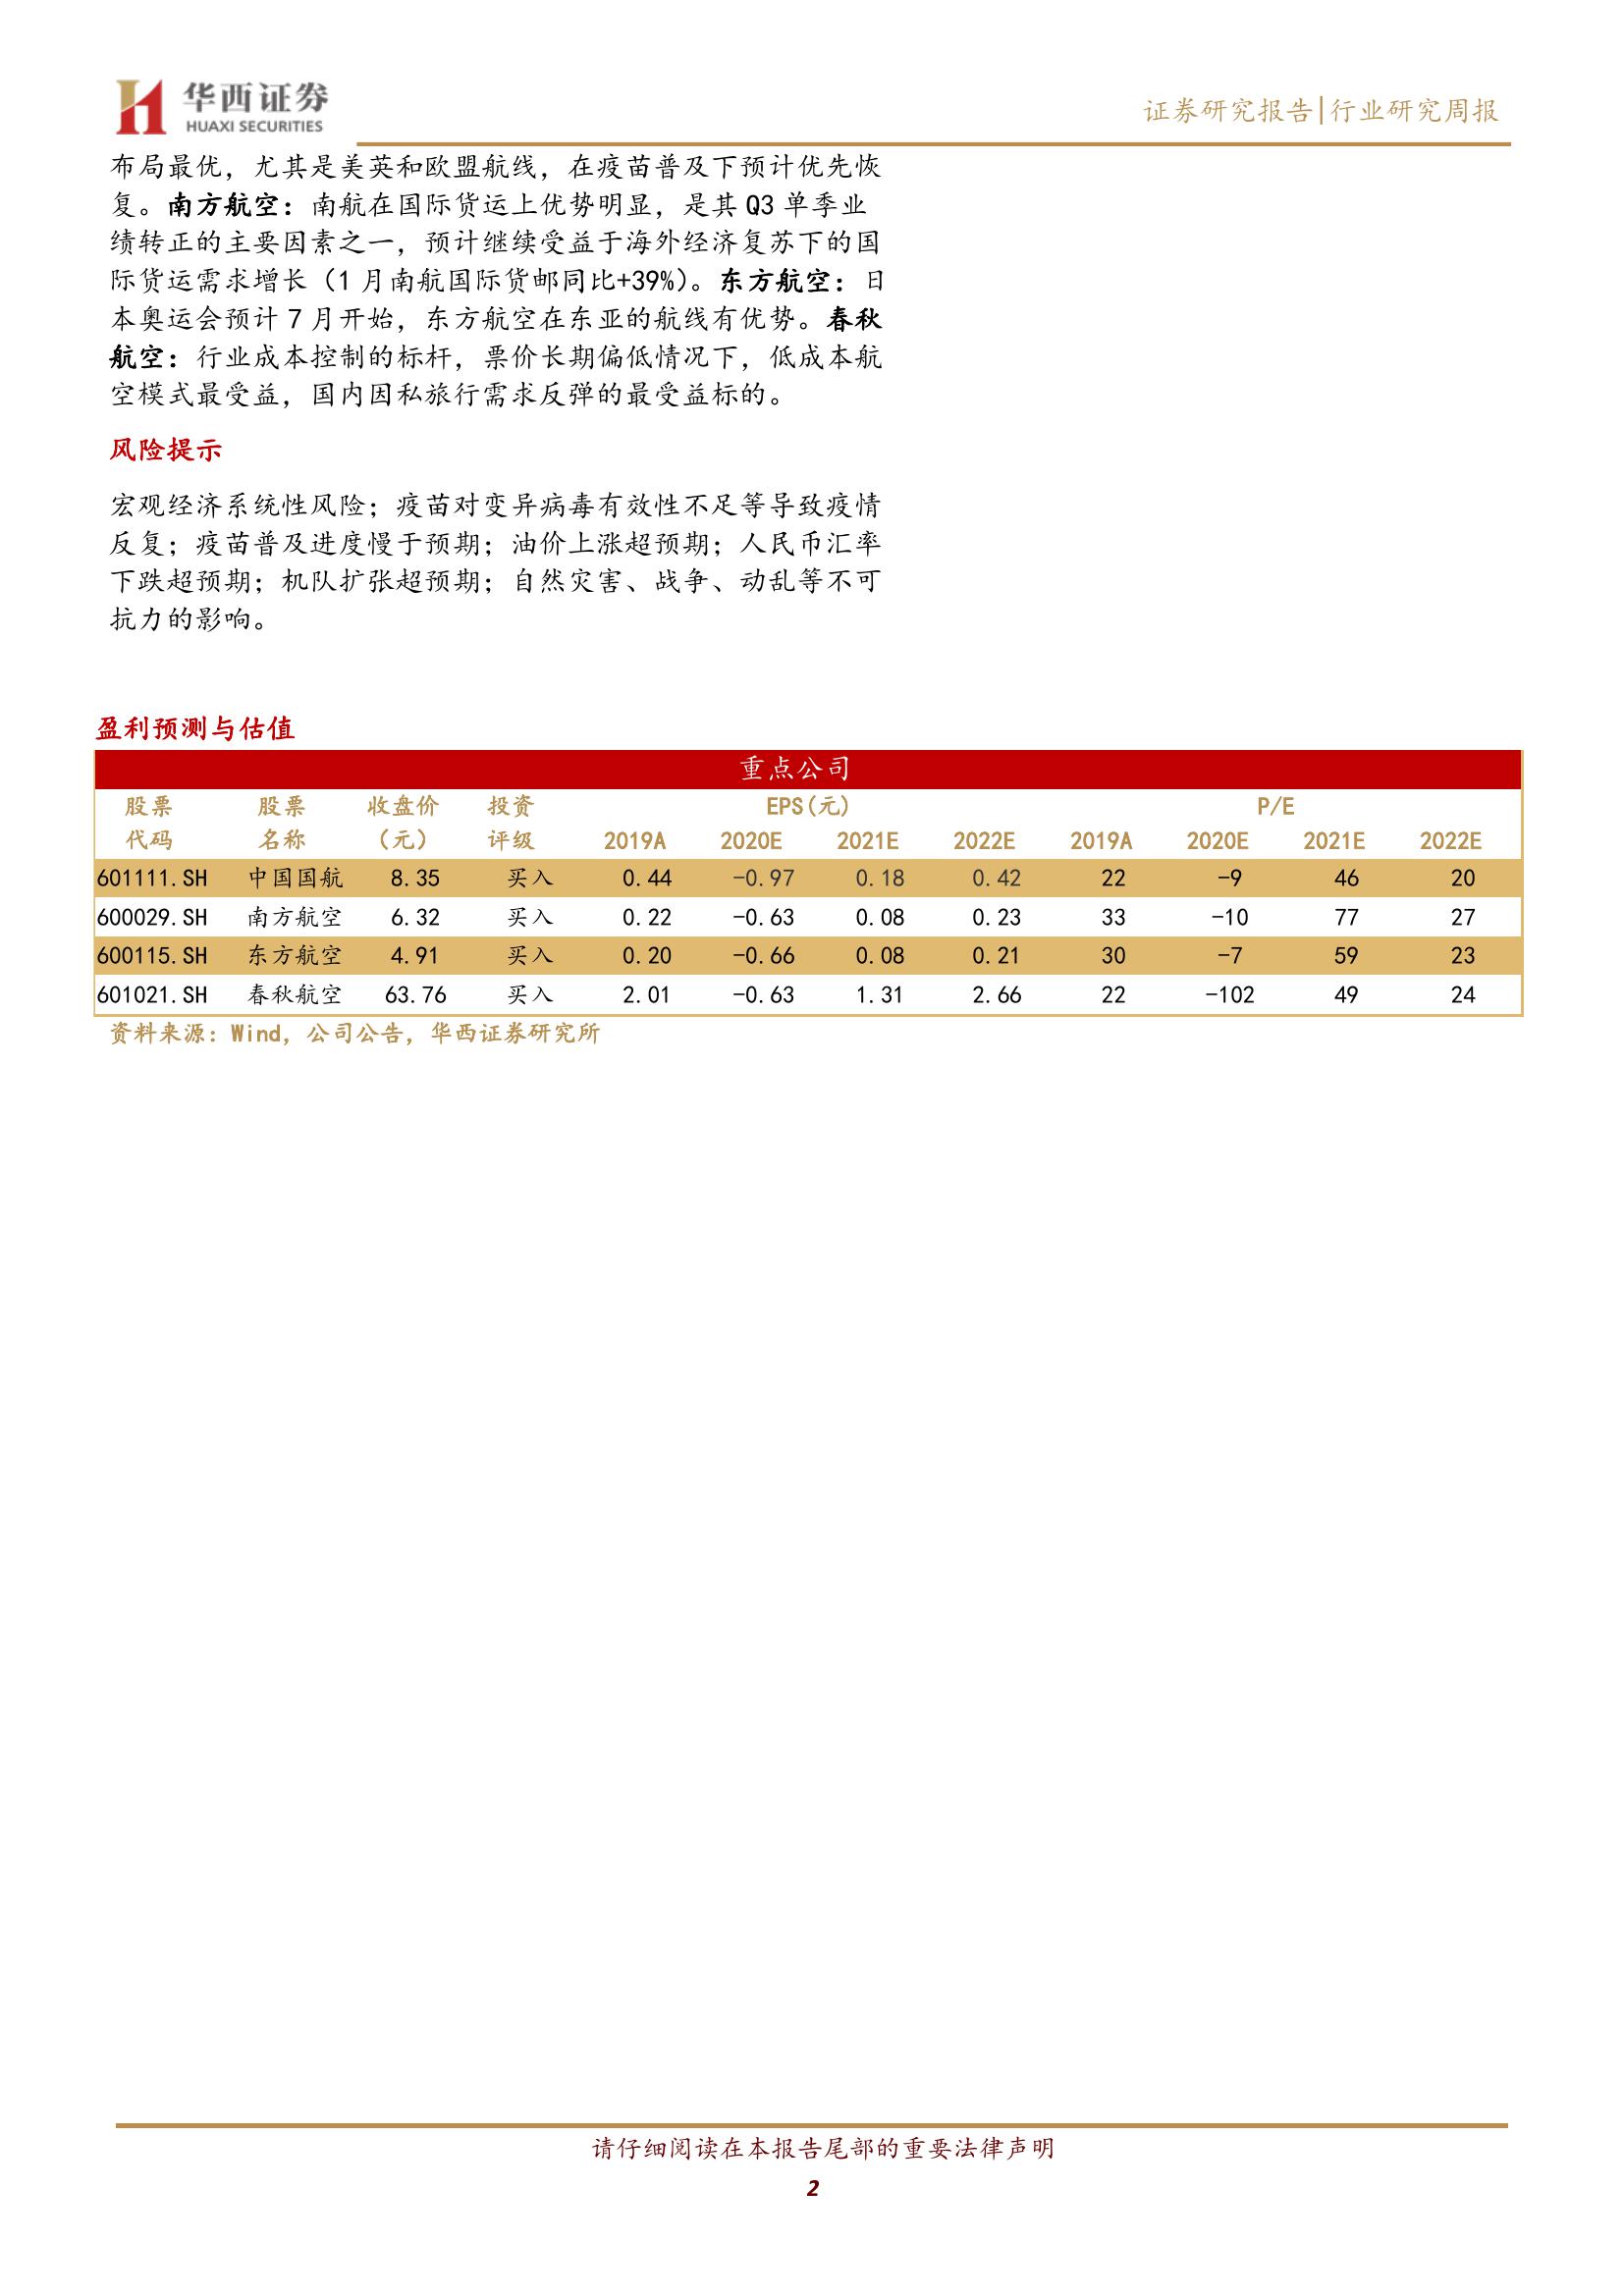 华西证券
HUAXI SECURITIES
证券研究报告|行业研究周报
布局最优，尤其是美英和欧盟航线，在疫苗普及下预计优先恢
复。南方航空：南航在国际货运上优势明显，是其 Q3 单季业
绩转正的主要因素之一，预计继续受益于海外经济复苏下的国
际货运需求增长（1 月南航国际货邮同比+39%）。东方航空：日
本奥运会预计 7 月开始，东方航空在东亚的航线有优势。春秋
航空：行业成本控制的标杆，票价长期偏低情况下，低成本航
空模式最受益，国内因私旅行需求反弹的最受益标的。
风险提示
宏观经济系统性风险；疫苗对变异病毒有效性不足等导致疫情
反复；疫苗普及进度慢于预期；油价上涨超预期；人民币汇率
下跌超预期；机队扩张超预期；自然灾害、战争、动乱等不可
抗力的影响。
盈利预测与估值
重点公司
股票 股票 收盘价 投资 EPS(元) P/E
代码 名称 （元） 评级 2019A 2020E 2021E 2022E 2019A 2020E 2021E 2022E
601111.SH 中国国航 8.35 买入 0.44 -0.97 0.18 0.42 22 -9 46 20
600029.SH 南方航空 6.32 买入 0.22 -0.63 0.08 0.23 33 -10 77 27
600115.SH 东方航空 4.91 买入 0.20 -0.66 0.08 0.21 30 -7 59 23
601021.SH 春秋航空 63.76 买入 2.01 -0.63 1.31 2.66 22 -102 49 24
资料来源：Wind，公司公告，华西证券研究所
请仔细阅读在本报告尾部的重要法律声明
2